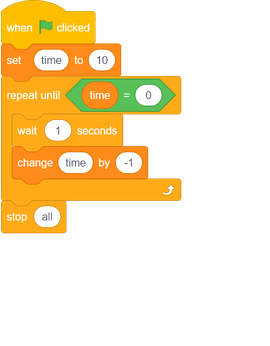 when clicked
set time to 10
repeat until time = 0
wait 1 seconds
change time by -1
stop all